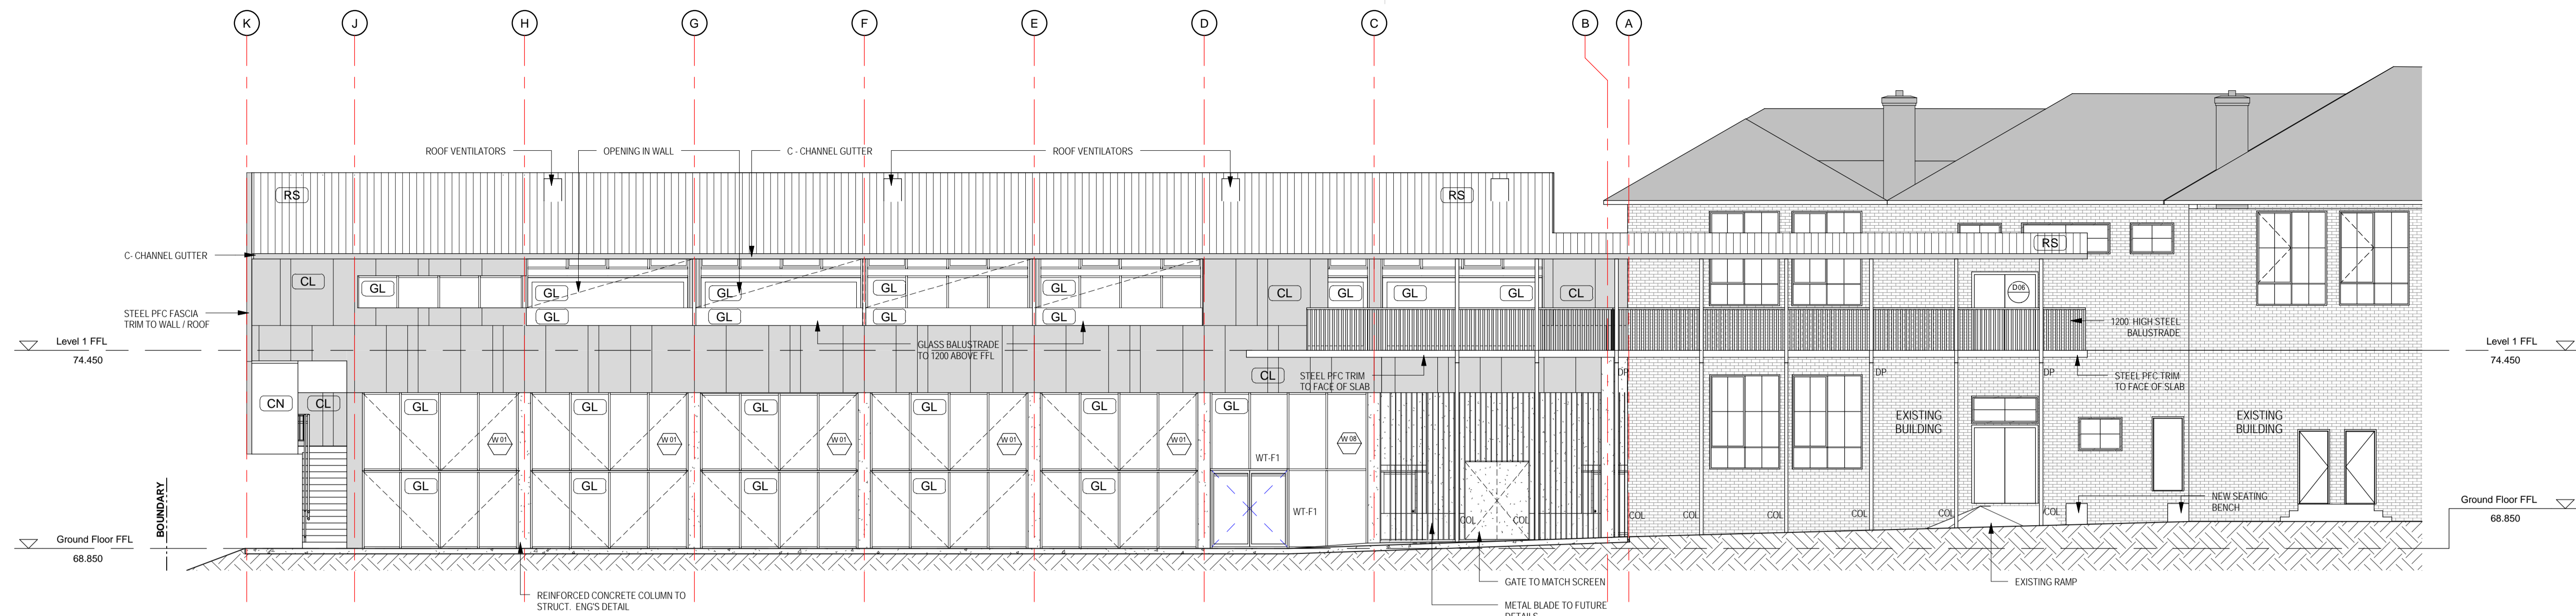 K J H G F E D C B A
ROOF VENTILATORS
OPENING IN WALL
C - CHANNEL GUTTER
ROOF VENTILATORS
RS
RS
RS
C- CHANNEL GUTTER
CL
GL
GL
GL
GL
GL
CL
GL
GL
GL
CL
D06
STEEL PFC FASCIA
TRIM TO WALL / ROOF
GL
GL
GL
GL
1200 HIGH STEEL
BALUSTRADE
Level 1 FFL
74.450
GLASS BALUSTRADE
TO 1200 ABOVE FFL
Level 1 FFL
74.450
CL
STEEL PFC TRIM
TO FACE OF SLAB
DP
DP
DP
STEEL PFC TRIM
TO FACE OF SLAB
CN
CL
GL
GL
GL
GL
GL
GL
EXISTING
BUILDING
EXISTING
BUILDING
W 01
W 01
W 01
W 01
W 01
W 08
WT-F1
GL
GL
GL
GL
GL
WT-F1
BOUNDARY
COL
COL
COL
COL
COL
COL
COL
COL
NEW SEATING
BENCH
Ground Floor FFL
68.850
Ground Floor FFL
68.850
GATE TO MATCH SCREEN
EXISTING RAMP
REINFORCED CONCRETE COLUMN TO
STRUCT. ENG'S DETAIL
METAL BLADE TO FUTURE
DETAILS